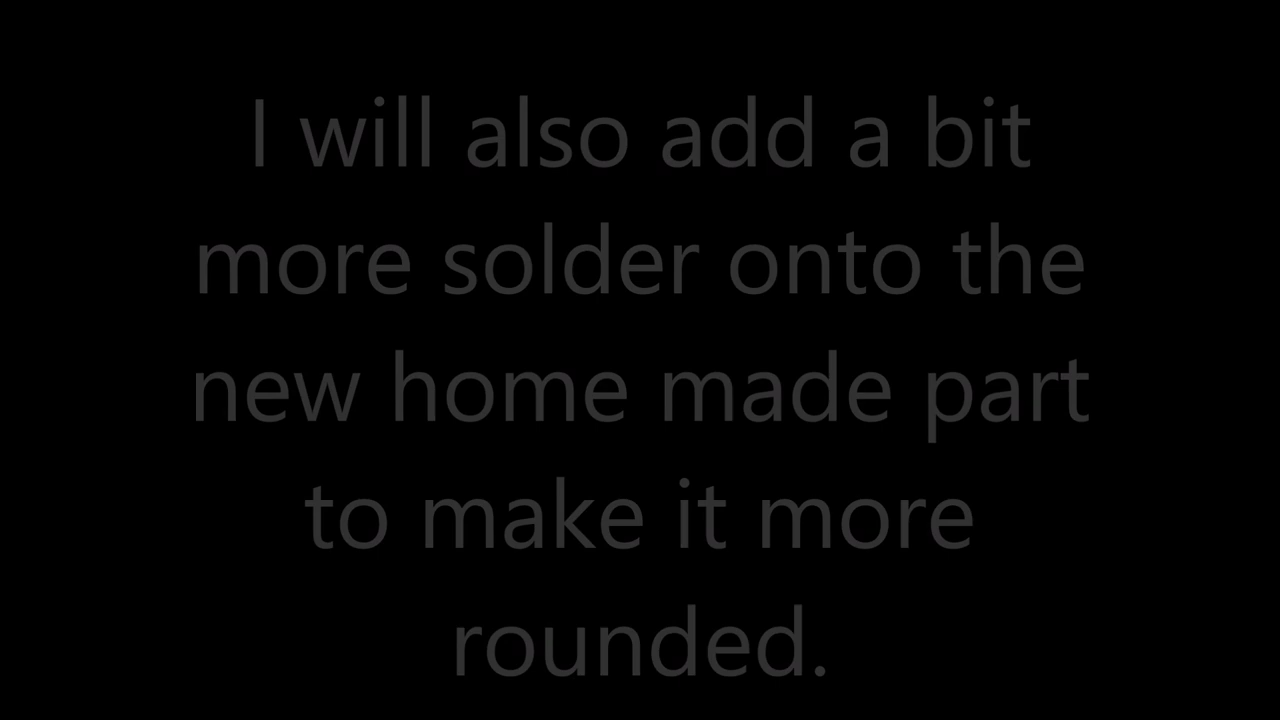 I will also add a bit
more solder onto the
new home made part
to make it more
rounded.